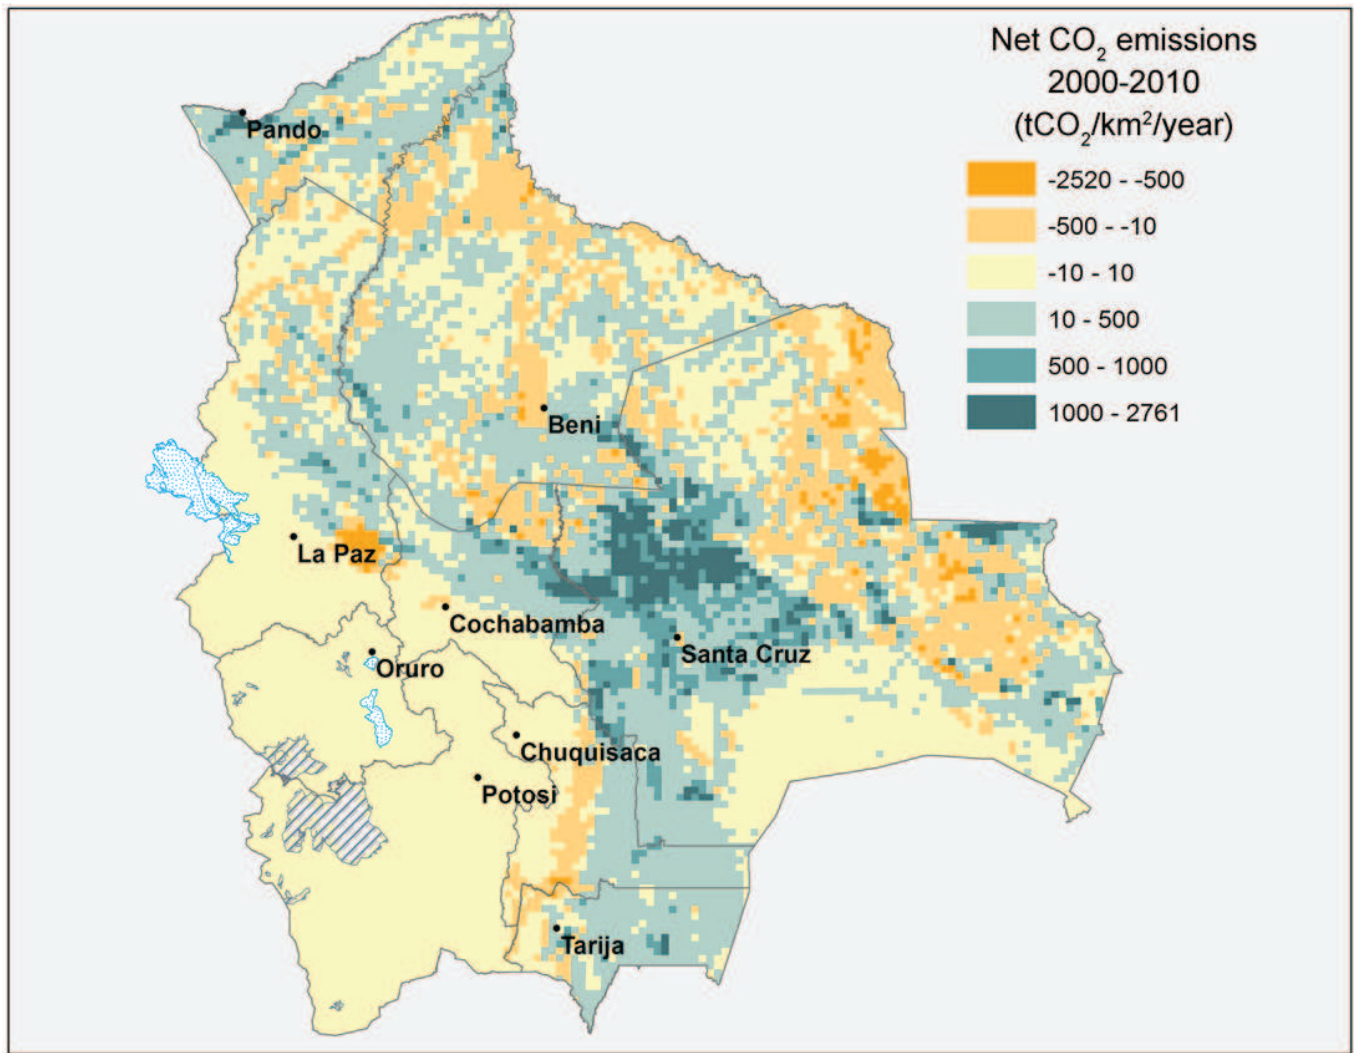 Net CO₂ emissions
2000-2010
(tCO₂/km²/year)
-2520 - -500
-500 - -10
-10 - 10
10 - 500
500 - 1000
1000 - 2761
Pando
Beni
La Paz
Cochabamba
Santa Cruz
Oruro
Chuquisaca
Potosi
Tarija